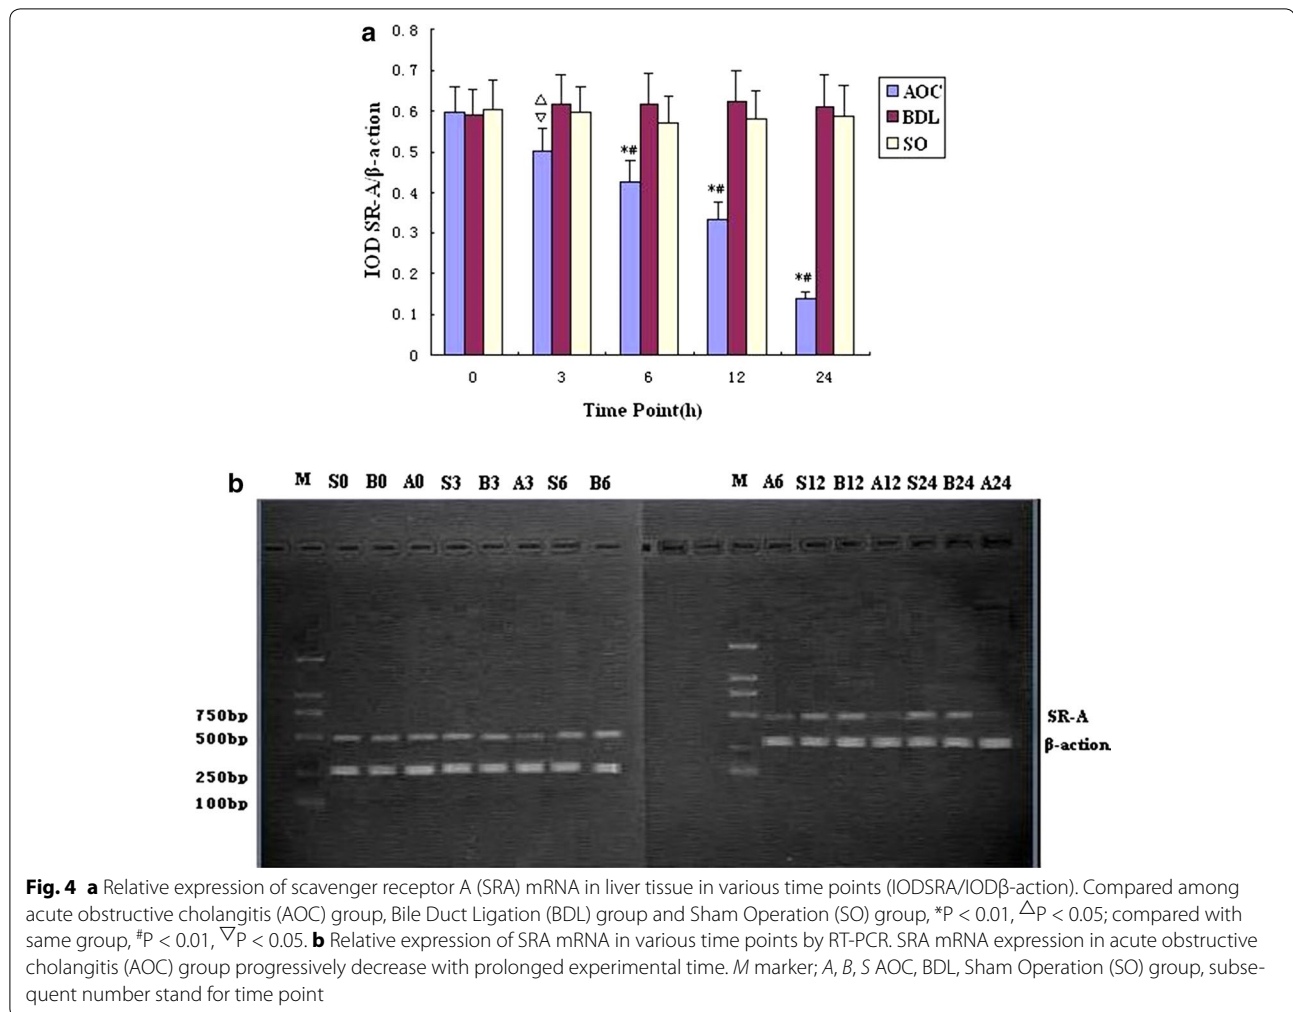 a
0.8
0.7
0.6
0.5
0.4
0.3
0.2
0.1
0
IOD SR-A/β-action
△
▽
*#
*#
*#
AOC
BDL
SO
0 3 6 12 24
Time Point(h)
b
M S0 B0 A0 S3 B3 A3 S6 B6 M A6 S12 B12 A12 S24 B24 A24
750bp
500bp
250bp
100bp
SR-A
β-action
Fig. 4 a Relative expression of scavenger receptor A (SRA) mRNA in liver tissue in various time points (IODSRA/IODβ-action). Compared among
acute obstructive cholangitis (AOC) group, Bile Duct Ligation (BDL) group and Sham Operation (SO) group, *P < 0.01, △P < 0.05; compared with
same group, #P < 0.01, ▽P < 0.05. b Relative expression of SRA mRNA in various time points by RT-PCR. SRA mRNA expression in acute obstructive
cholangitis (AOC) group progressively decrease with prolonged experimental time. M marker; A, B, S AOC, BDL, Sham Operation (SO) group, subse-
quent number stand for time point